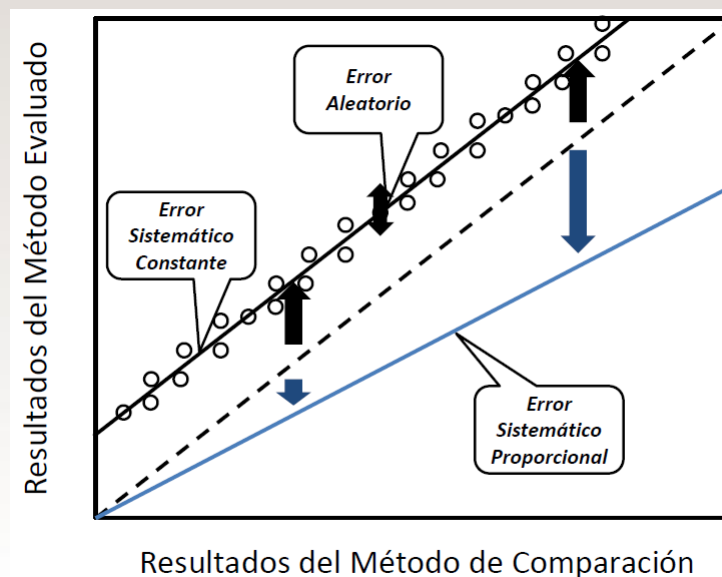 Resultados del Método Evaluado
Error
Aleatorio
Error
Sistemático
Constante
Error
Sistemático
Proporcional
Resultados del Método de Comparación